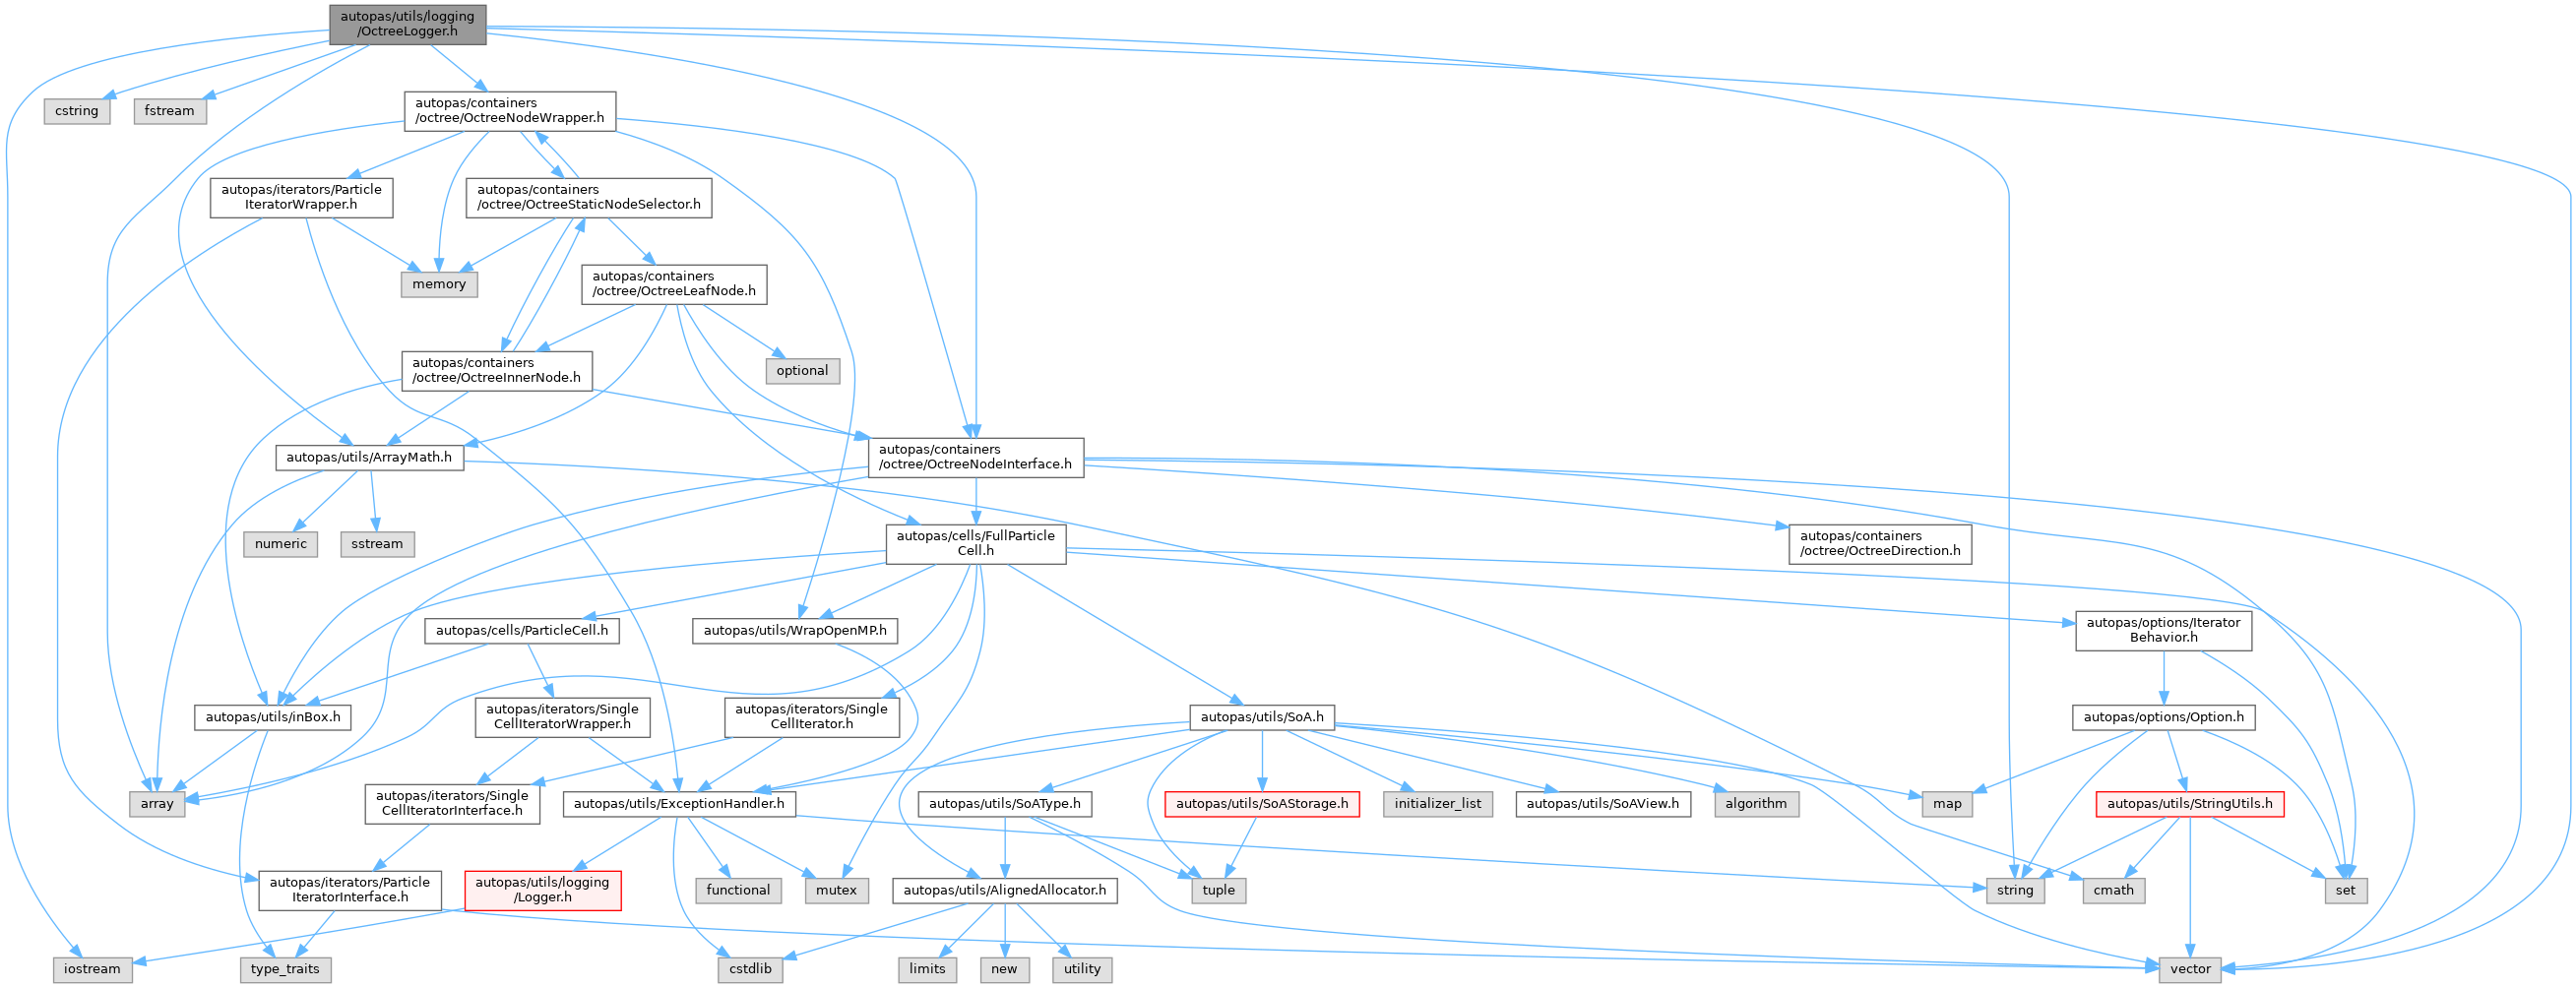 autopas/utils/logging
/OctreeLogger.h
cstring
fstream
autopas/containers
/octree/OctreeNodeWrapper.h
autopas/iterators/Particle
IteratorWrapper.h
autopas/containers
/octree/OctreeStaticNodeSelector.h
memory
autopas/containers
/octree/OctreeLeafNode.h
autopas/containers
/octree/OctreeInnerNode.h
optional
autopas/utils/ArrayMath.h
autopas/containers
/octree/OctreeNodeInterface.h
numeric
sstream
autopas/cells/FullParticle
Cell.h
autopas/containers
/octree/OctreeDirection.h
autopas/cells/ParticleCell.h
autopas/utils/WrapOpenMP.h
autopas/options/Iterator
Behavior.h
autopas/utils/inBox.h
autopas/iterators/Single
CellIteratorWrapper.h
autopas/iterators/Single
CellIterator.h
autopas/utils/SoA.h
autopas/options/Option.h
array
autopas/iterators/Single
CellIteratorInterface.h
autopas/utils/ExceptionHandler.h
autopas/utils/SoAType.h
autopas/utils/SoAStorage.h
initializer_list
autopas/utils/SoAView.h
algorithm
map
autopas/utils/StringUtils.h
autopas/iterators/Particle
IteratorInterface.h
autopas/utils/logging
/Logger.h
functional
mutex
autopas/utils/AlignedAllocator.h
tuple
string
cmath
set
iostream
type_traits
cstdlib
limits
new
utility
vector